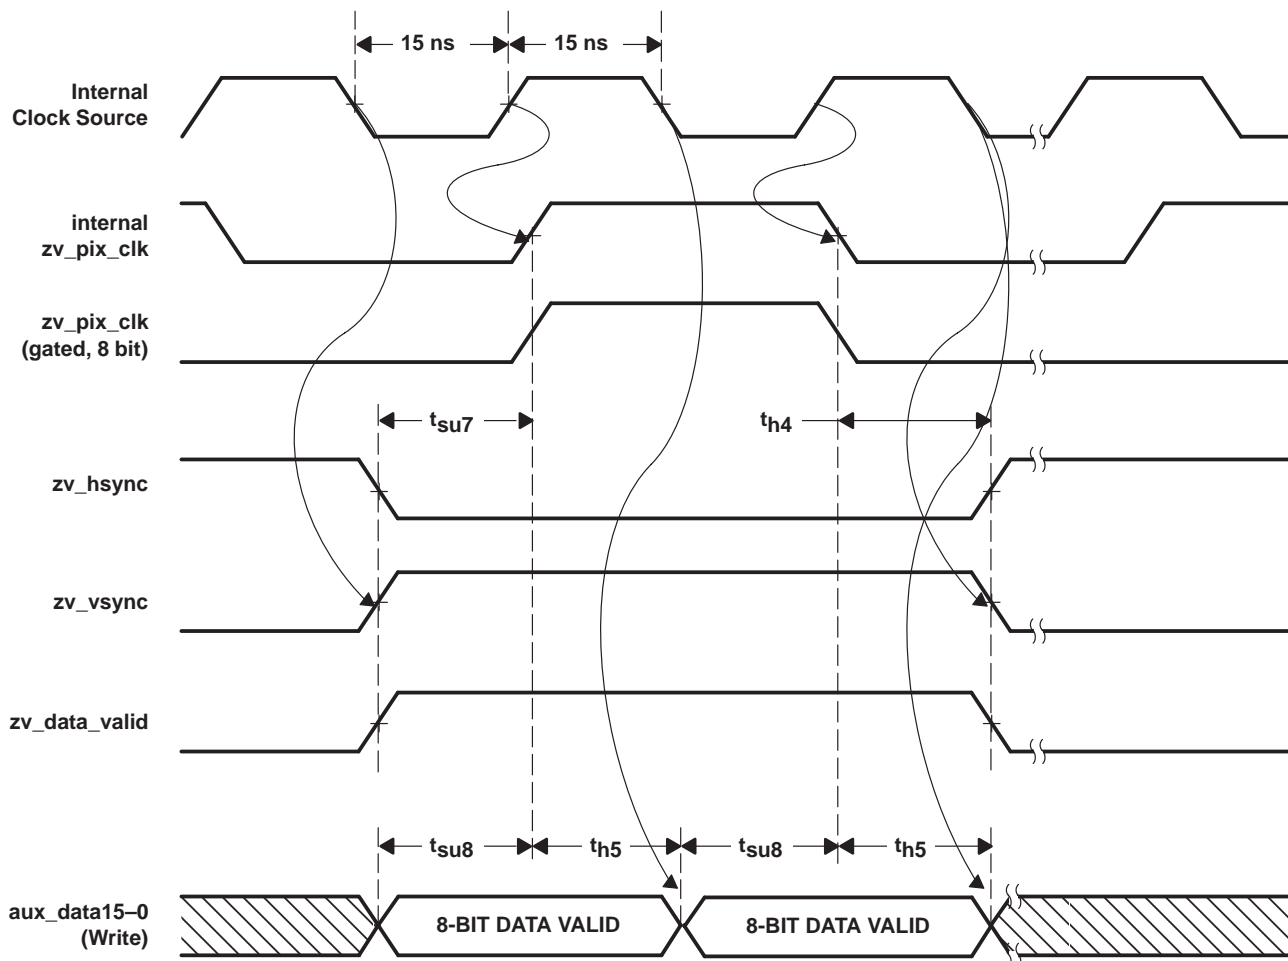 15 ns 15 ns
Internal
Clock Source
internal
zv_pix_clk
zv_pix_clk
(gated, 8 bit)
tsu7 th4
zv_hsync
zv_vsync
zv_data_valid
tsu8 th5 tsu8 th5
aux_data15–0
(Write)
8-BIT DATA VALID 8-BIT DATA VALID